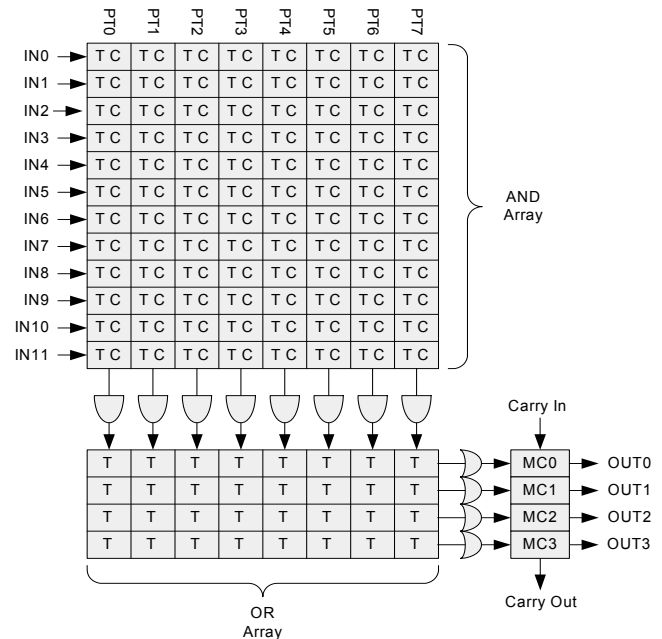 PT0 PT1 PT2 PT3 PT4 PT5 PT6 PT7
IN0 T C T C T C T C T C T C T C T C
IN1 T C T C T C T C T C T C T C T C
IN2 T C T C T C T C T C T C T C T C
IN3 T C T C T C T C T C T C T C T C
IN4 T C T C T C T C T C T C T C T C
IN5 T C T C T C T C T C T C T C T C
IN6 T C T C T C T C T C T C T C T C
IN7 T C T C T C T C T C T C T C T C
IN8 T C T C T C T C T C T C T C T C
IN9 T C T C T C T C T C T C T C T C
IN10 T C T C T C T C T C T C T C T C
IN11 T C T C T C T C T C T C T C T C
AND
Array
Carry In
T T T T T T T T MC0 OUT0
T T T T T T T T MC1 OUT1
T T T T T T T T MC2 OUT2
T T T T T T T T MC3 OUT3
Carry Out
OR
Array